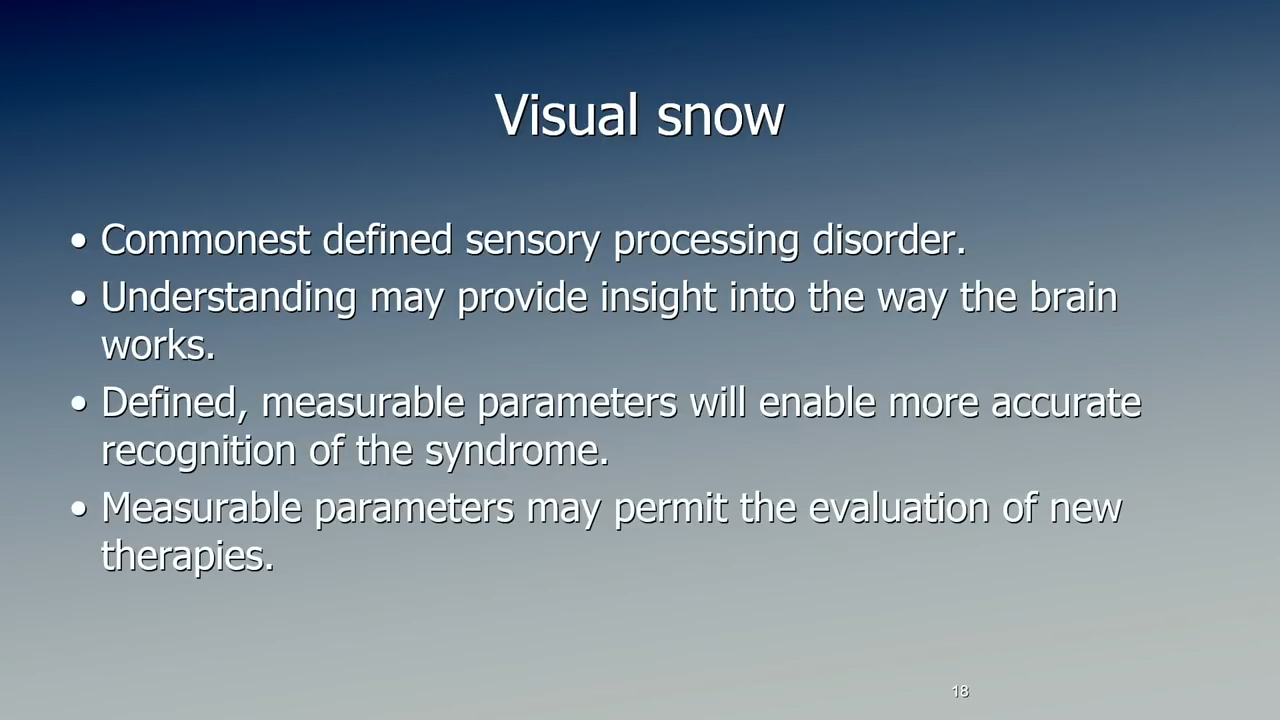 Visual snow
• Commonest defined sensory processing disorder.
• Understanding may provide insight into the way the brain
works.
• Defined, measurable parameters will enable more accurate
recognition of the syndrome.
• Measurable parameters may permit the evaluation of new
therapies.
18